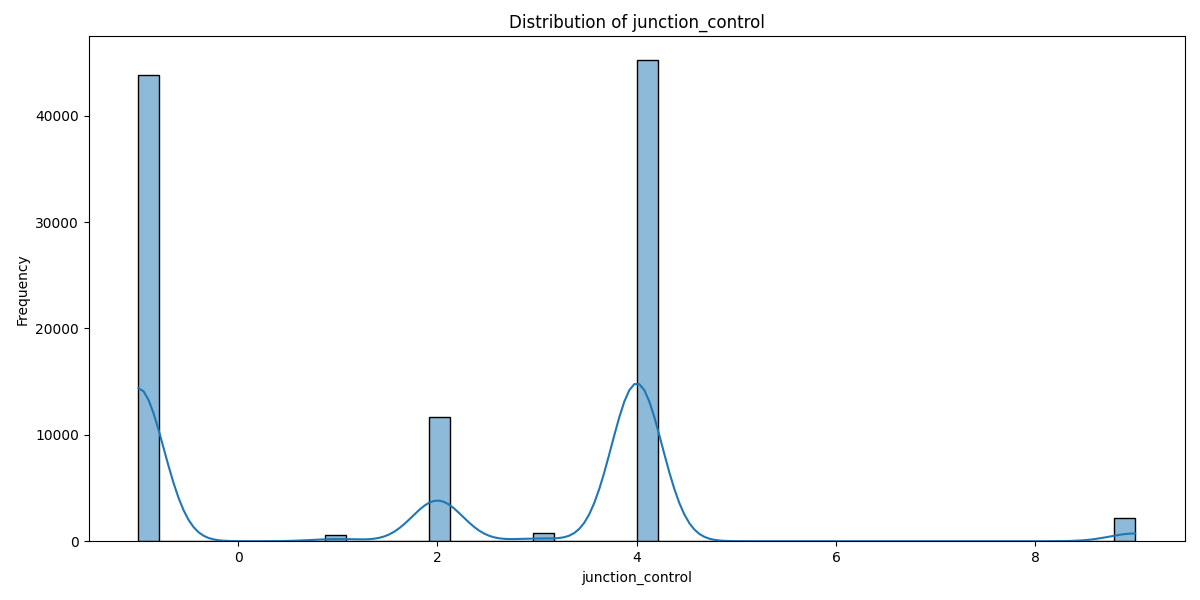 Distribution of junction_control
Frequency
40000
30000
20000
10000
0
0 2 4 6 8
junction_control